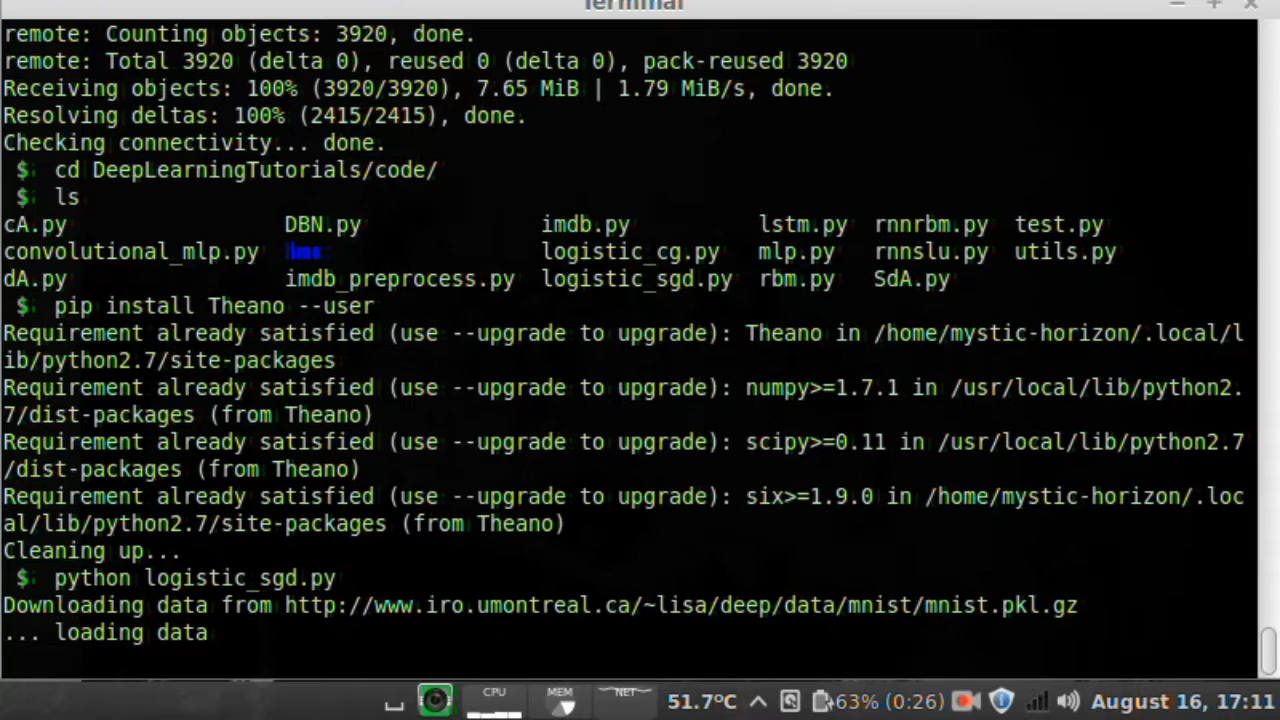 Terminal
remote: Counting objects: 3920, done.
remote: Total 3920 (delta 0), reused 0 (delta 0), pack-reused 3920
Receiving objects: 100% (3920/3920), 7.65 MiB | 1.79 MiB/s, done.
Resolving deltas: 100% (2415/2415), done.
Checking connectivity... done.
$ cd DeepLearningTutorials/code/
$ ls
cA.py DBN.py imdb.py lstm.py rnnrbm.py test.py
convolutional_mlp.py hmc logistic_cg.py mlp.py rnnslu.py utils.py
dA.py imdb_preprocess.py logistic_sgd.py rbm.py SdA.py
$ pip install Theano --user
Requirement already satisfied (use --upgrade to upgrade): Theano in /home/mystic-horizon/.local/l
ib/python2.7/site-packages
Requirement already satisfied (use --upgrade to upgrade): numpy>=1.7.1 in /usr/local/lib/python2.
7/dist-packages (from Theano)
Requirement already satisfied (use --upgrade to upgrade): scipy>=0.11 in /usr/local/lib/python2.7
/dist-packages (from Theano)
Requirement already satisfied (use --upgrade to upgrade): six>=1.9.0 in /home/mystic-horizon/.loc
al/lib/python2.7/site-packages (from Theano)
Cleaning up...
$ python logistic_sgd.py
Downloading data from http://www.iro.umontreal.ca/~lisa/deep/data/mnist/mnist.pkl.gz
... loading data
CPU MEM NET 51.7°C 63% (0:26) August 16, 17:11